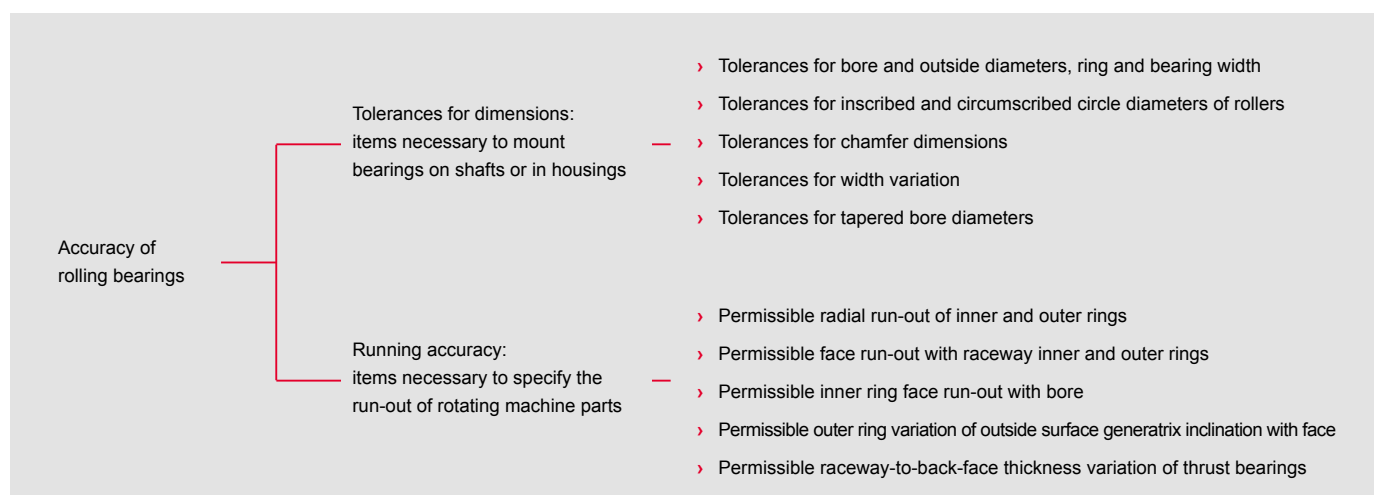 Accuracy of
rolling bearings
Tolerances for dimensions:
items necessary to mount
bearings on shafts or in housings
› Tolerances for bore and outside diameters, ring and bearing width
› Tolerances for inscribed and circumscribed circle diameters of rollers
› Tolerances for chamfer dimensions
› Tolerances for width variation
› Tolerances for tapered bore diameters
Running accuracy:
items necessary to specify the
run-out of rotating machine parts
› Permissible radial run-out of inner and outer rings
› Permissible face run-out with raceway inner and outer rings
› Permissible inner ring face run-out with bore
› Permissible outer ring variation of outside surface generatrix inclination with face
› Permissible raceway-to-back-face thickness variation of thrust bearings